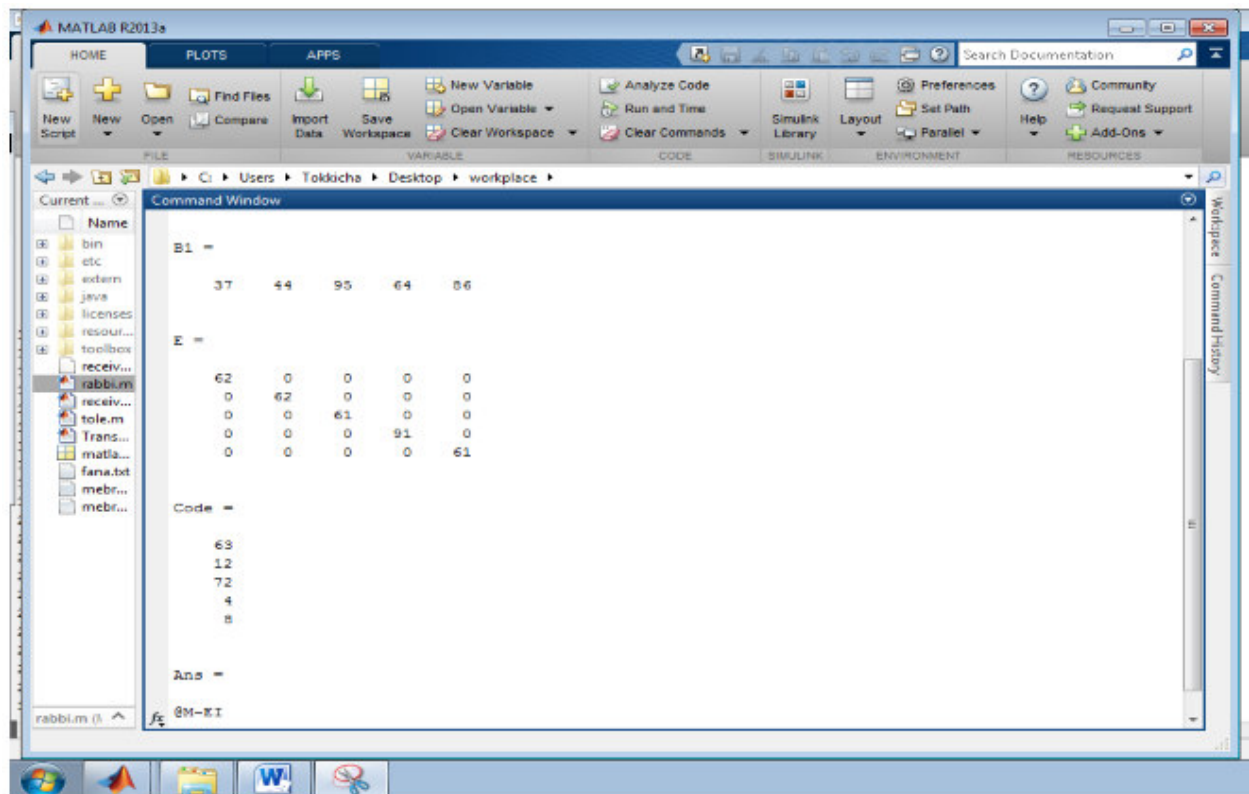 MATLAB R2013a
HOME PLOTS APPS Search Documentation
New Script
New
Open
Find Files
Compare
FILE
Import Data
Save Workspace
New Variable
Open Variable
Clear Workspace
VARIABLE
Analyze Code
Run and Time
Clear Commands
CODE
Simulink Library
SIMULINK
Layout
Preferences
Set Path
Parallel
ENVIRONMENT
Help
Community
Request Support
Add-Ons
RESOURCES
C: Users Tokkicha Desktop workplace
Current ...
Name
bin
etc
extern
java
licenses
resour...
toolbox
receiv...
rabbi.m
receiv...
tole.m
Trans...
matla...
fana.txt
mebr...
mebr...
rabbi.m
Command Window
B1 =
37 44 95 64 86
E =
62 0 0 0 0
0 62 0 0 0
0 0 61 0 0
0 0 0 91 0
0 0 0 0 61
Code =
63
12
72
4
8
Ans =
fx @M-KI
Workspace
Command History
W